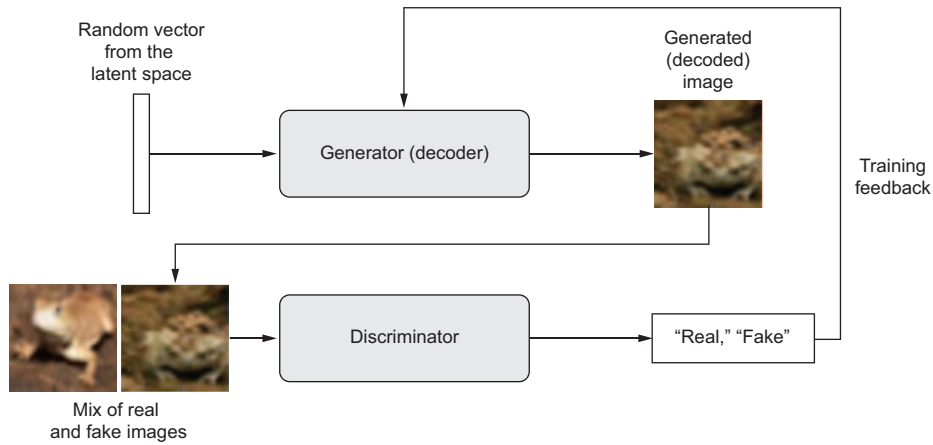 Random vector
from the
latent space
Generator (decoder)
Generated
(decoded)
image
Training
feedback
Mix of real
and fake images
Discriminator
“Real,” “Fake”